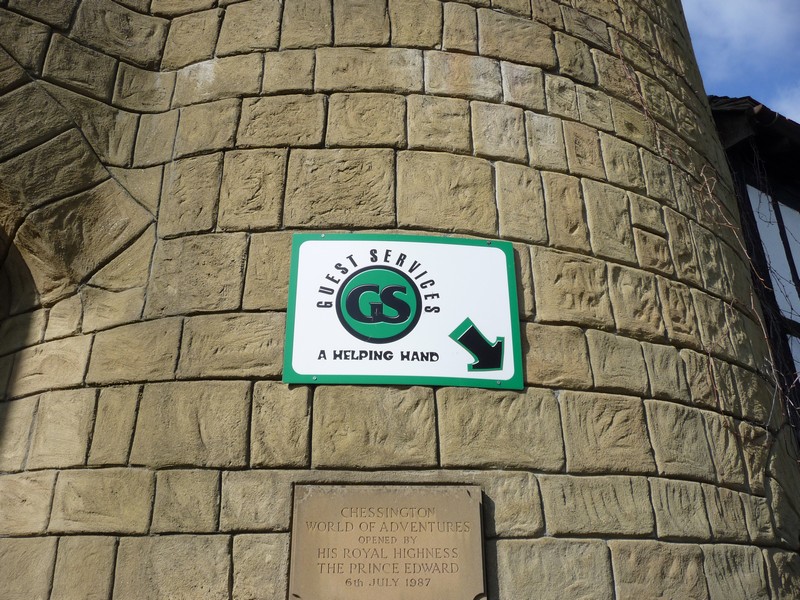 GUEST SERVICES
GS
A HELPING HAND
CHESSINGTON
WORLD OF ADVENTURES
OPENED BY
HIS ROYAL HIGHNESS
THE PRINCE EDWARD
6th JULY 1987